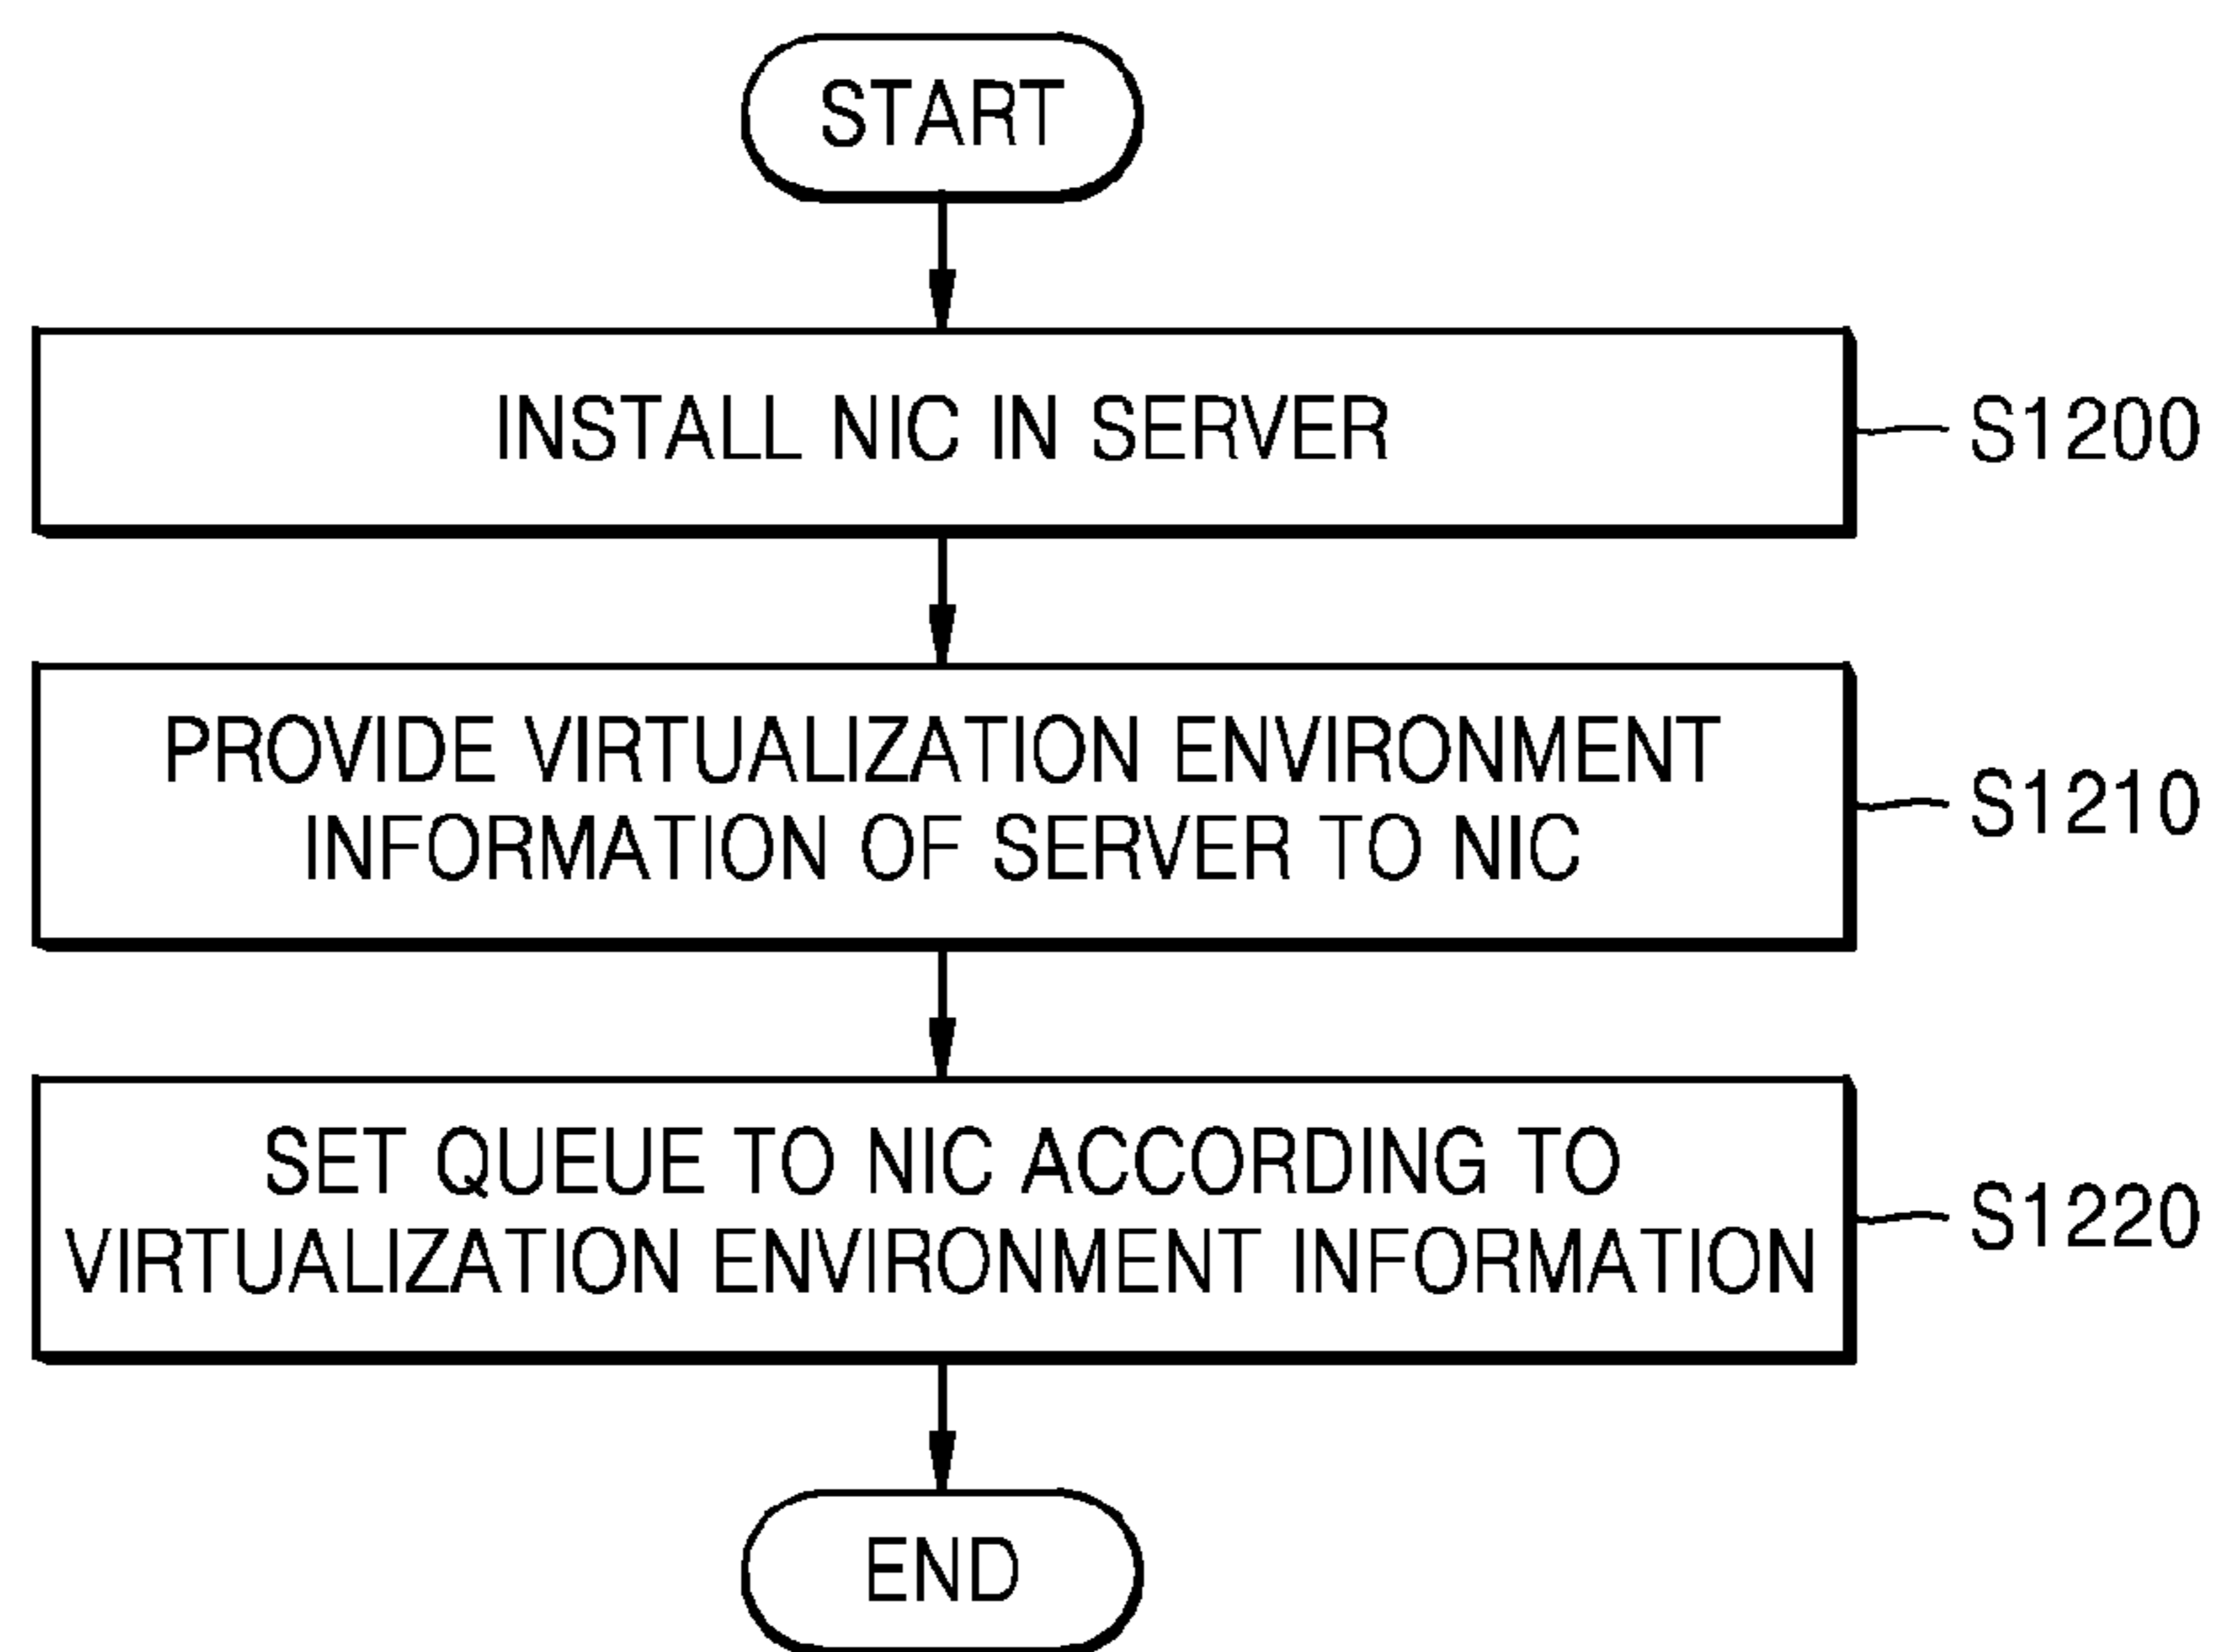 START
INSTALL NIC IN SERVER
S1200
PROVIDE VIRTUALIZATION ENVIRONMENT
INFORMATION OF SERVER TO NIC
S1210
SET QUEUE TO NIC ACCORDING TO
VIRTUALIZATION ENVIRONMENT INFORMATION
S1220
END